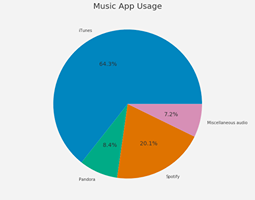 Music App Usage
iTunes
64.3%
7.2%
Miscellaneous audio
8.4%
20.1%
Pandora
Spotify